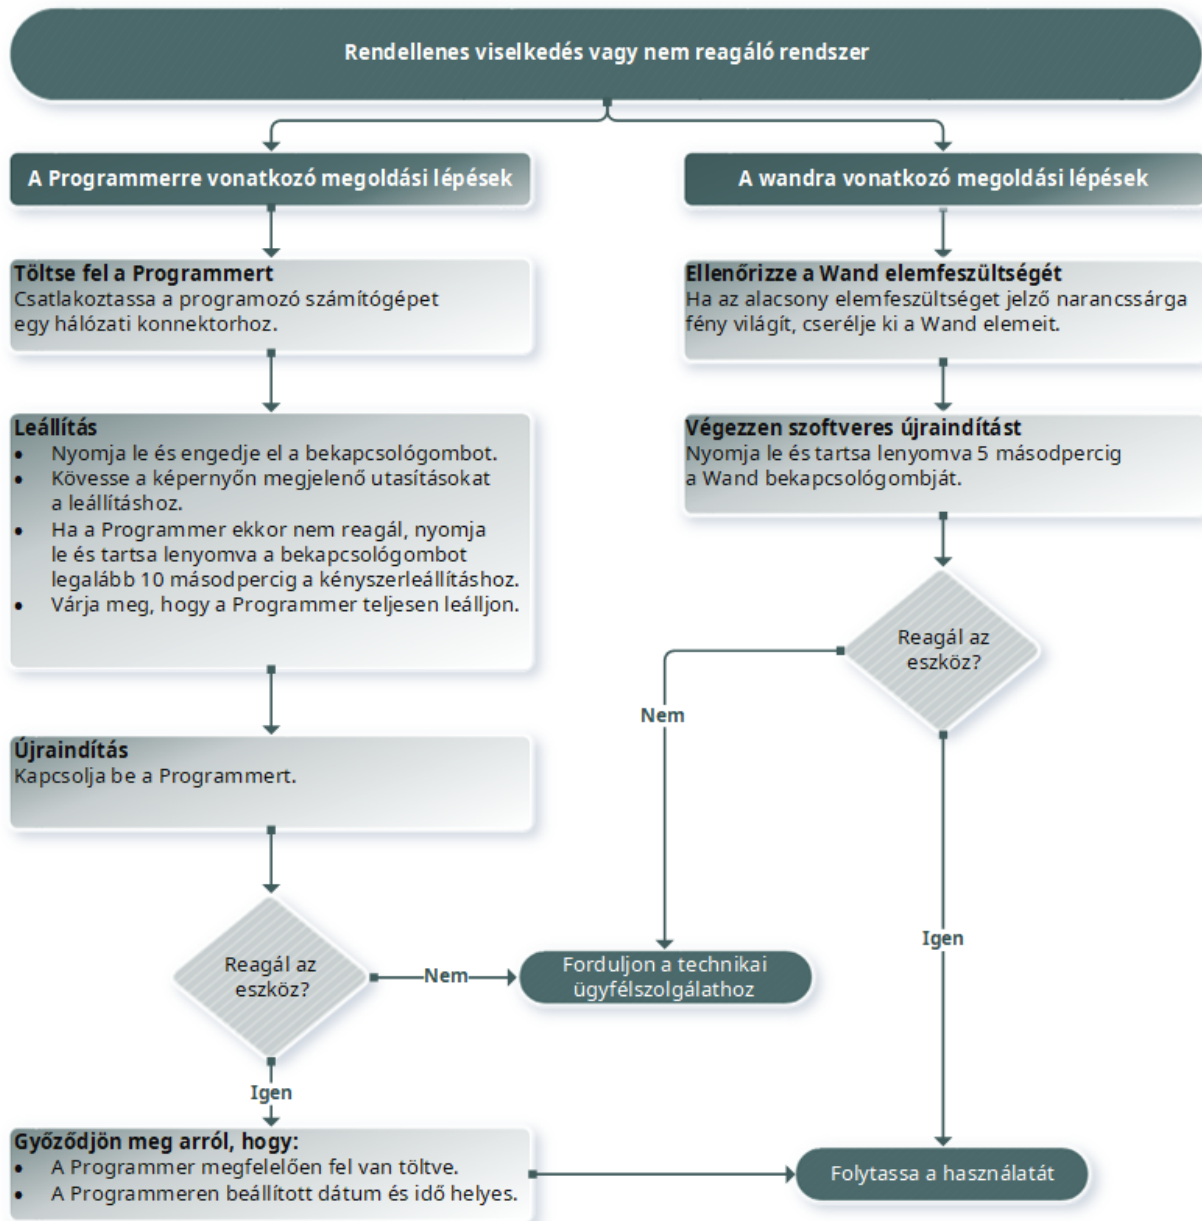 Rendellenes viselkedés vagy nem reagáló rendszer
A Programmerre vonatkozó megoldási lépések
Töltse fel a Programmert
Csatlakoztassa a programozó számítógépet
egy hálózati konnektorhoz.
Leállítás
• Nyomja le és engedje el a bekapcsológombot.
• Kövesse a képernyőn megjelenő utasításokat
a leállításhoz.
• Ha a Programmer ekkor nem reagál, nyomja
le és tartsa lenyomva a bekapcsológombot
legalább 10 másodpercig a kényszerleállításhoz.
• Várja meg, hogy a Programmer teljesen leálljon.
Újraindítás
Kapcsolja be a Programmert.
Reagál az
eszköz?
Nem
Igen
Győződjön meg arról, hogy:
• A Programmer megfelelően fel van töltve.
• A Programmeren beállított dátum és idő helyes.
A wandra vonatkozó megoldási lépések
Ellenőrizze a Wand elemfeszültségét
Ha az alacsony elemfeszültséget jelző narancssárga
fény világít, cserélje ki a Wand elemeit.
Végezzen szoftveres újraindítást
Nyomja le és tartsa lenyomva 5 másodpercig
a Wand bekapcsológombját.
Reagál az
eszköz?
Nem
Igen
Forduljon a technikai
ügyfélszolgálathoz
Folytassa a használatát